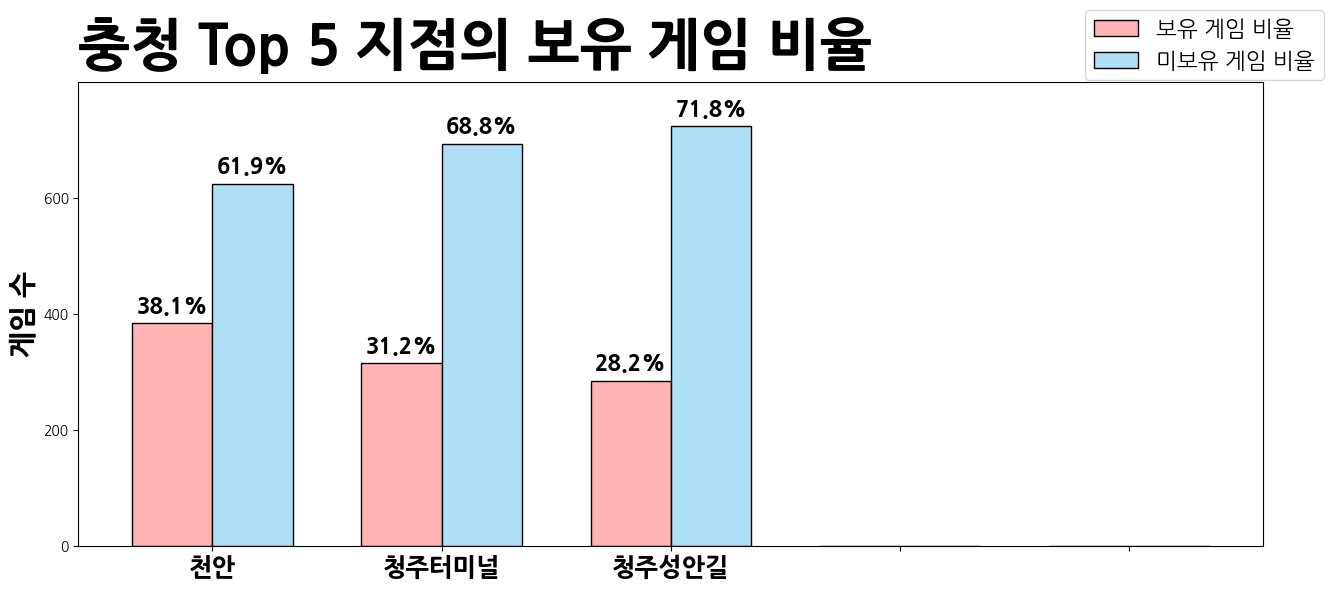 충청 Top 5 지점의 보유 게임 비율
보유 게임 비율
미보유 게임 비율
71.8%
68.8%
61.9%
600
38.1%
400
31.2%
28.2%
게임 수
200
0
천안
청주터미널
청주성안길